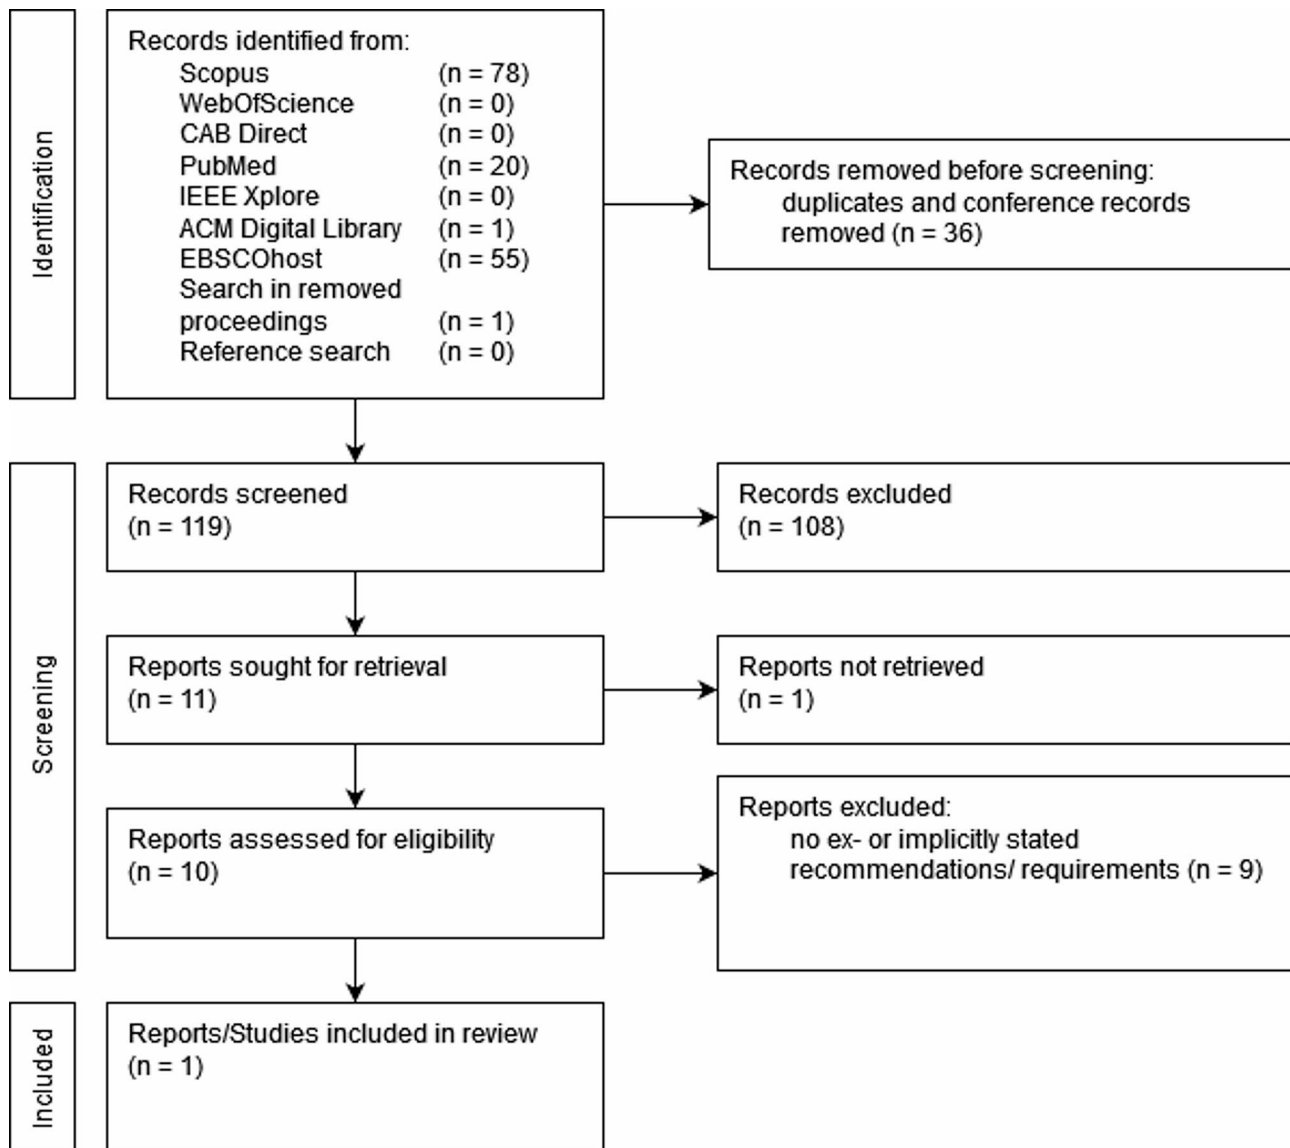 Identification
Records identified from:
Scopus (n = 78)
WebOfScience (n = 0)
CAB Direct (n = 0)
PubMed (n = 20)
IEEE Xplore (n = 0)
ACM Digital Library (n = 1)
EBSCOhost (n = 55)
Search in removed
proceedings (n = 1)
Reference search (n = 0)
Records removed before screening:
duplicates and conference records
removed (n = 36)
Screening
Records screened
(n = 119)
Records excluded
(n = 108)
Reports sought for retrieval
(n = 11)
Reports not retrieved
(n = 1)
Reports assessed for eligibility
(n = 10)
Reports excluded:
no ex- or implicitly stated
recommendations/ requirements (n = 9)
Included
Reports/Studies included in review
(n = 1)